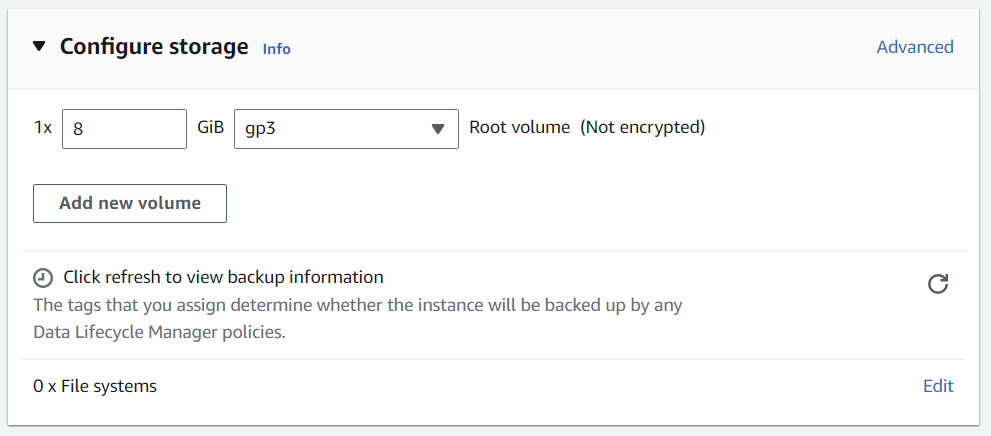 Configure storage Info Advanced
1x 8 GiB gp3 Root volume (Not encrypted)
Add new volume
Click refresh to view backup information
The tags that you assign determine whether the instance will be backed up by any
Data Lifecycle Manager policies.
0 x File systems Edit